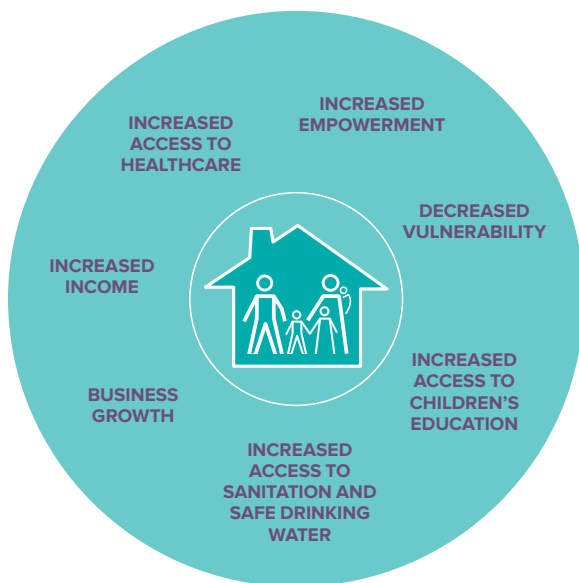 INCREASED
EMPOWERMENT
INCREASED
ACCESS TO
HEALTHCARE
DECREASED
VULNERABILITY
INCREASED
INCOME
INCREASED
ACCESS TO
CHILDREN’S
EDUCATION
BUSINESS
GROWTH
INCREASED
ACCESS TO
SANITATION AND
SAFE DRINKING
WATER